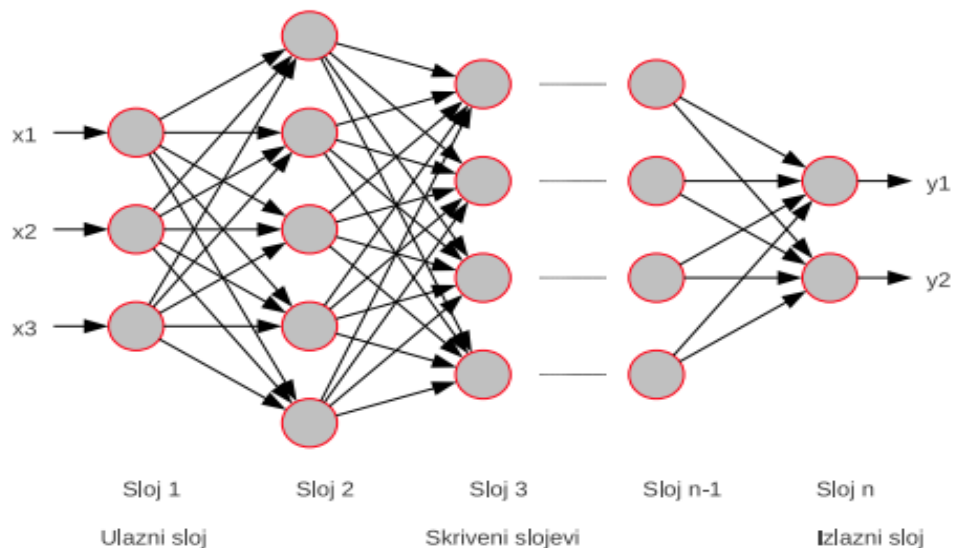 x1
x2
x3
y1
y2
Sloj 1 Sloj 2 Sloj 3 Sloj n-1 Sloj n
Ulazni sloj Skriveni slojevi Izlazni sloj